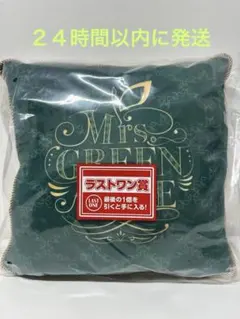 ２４時間以内に発送
Mrs.
GREEN
ラストワン賞
LAST
ONE
最後の1個を
引くと手に入る!